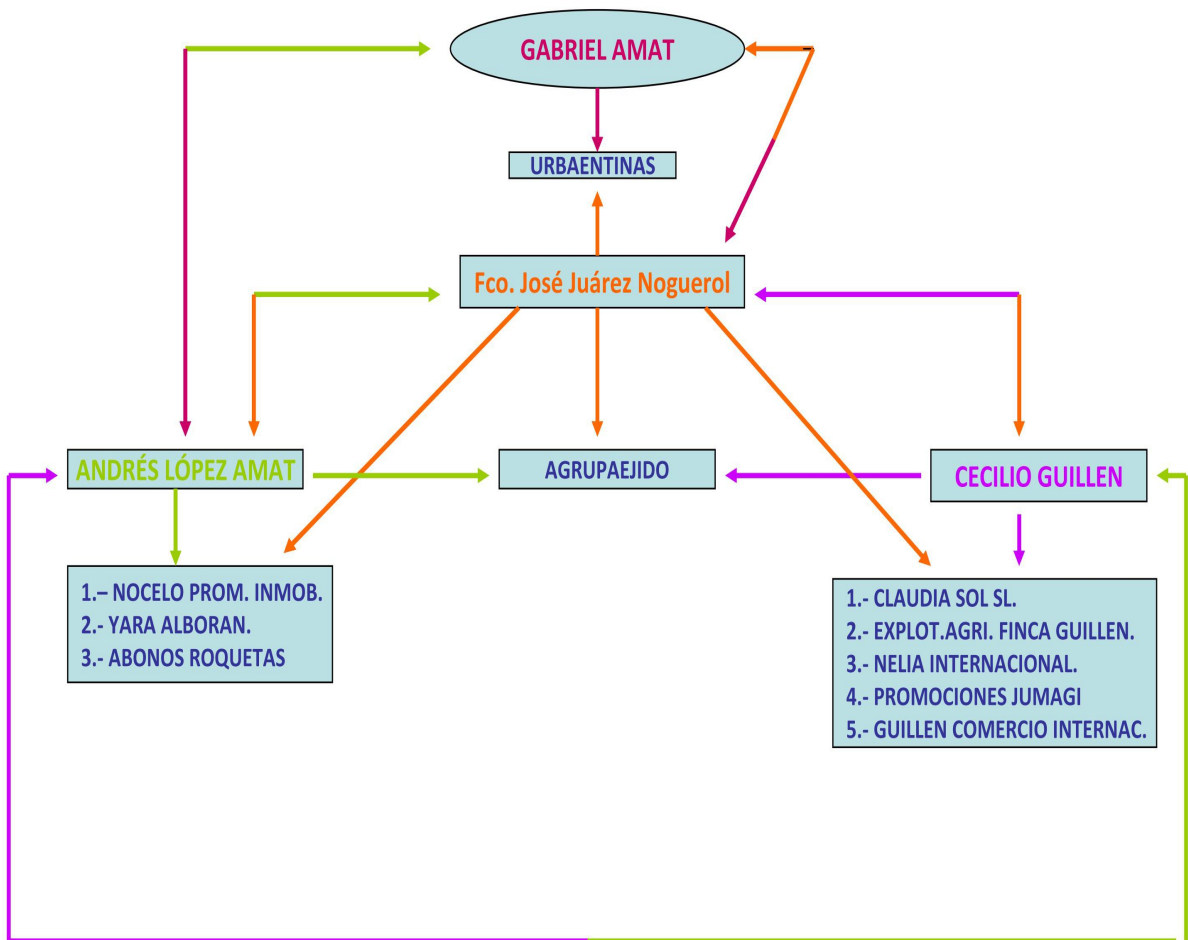 GABRIEL AMAT
URBAENTINAS
Fco. José Juárez Noguerol
ANDRÉS LÓPEZ AMAT
AGRUPAEJIDO
CECILIO GUILLEN
1.– NOCELO PROM. INMOB.
2.- YARA ALBORAN.
3.- ABONOS ROQUETAS
1.- CLAUDIA SOL SL.
2.- EXPLOT.AGRI. FINCA GUILLEN.
3.- NELIA INTERNACIONAL.
4.- PROMOCIONES JUMAGI
5.- GUILLEN COMERCIO INTERNAC.